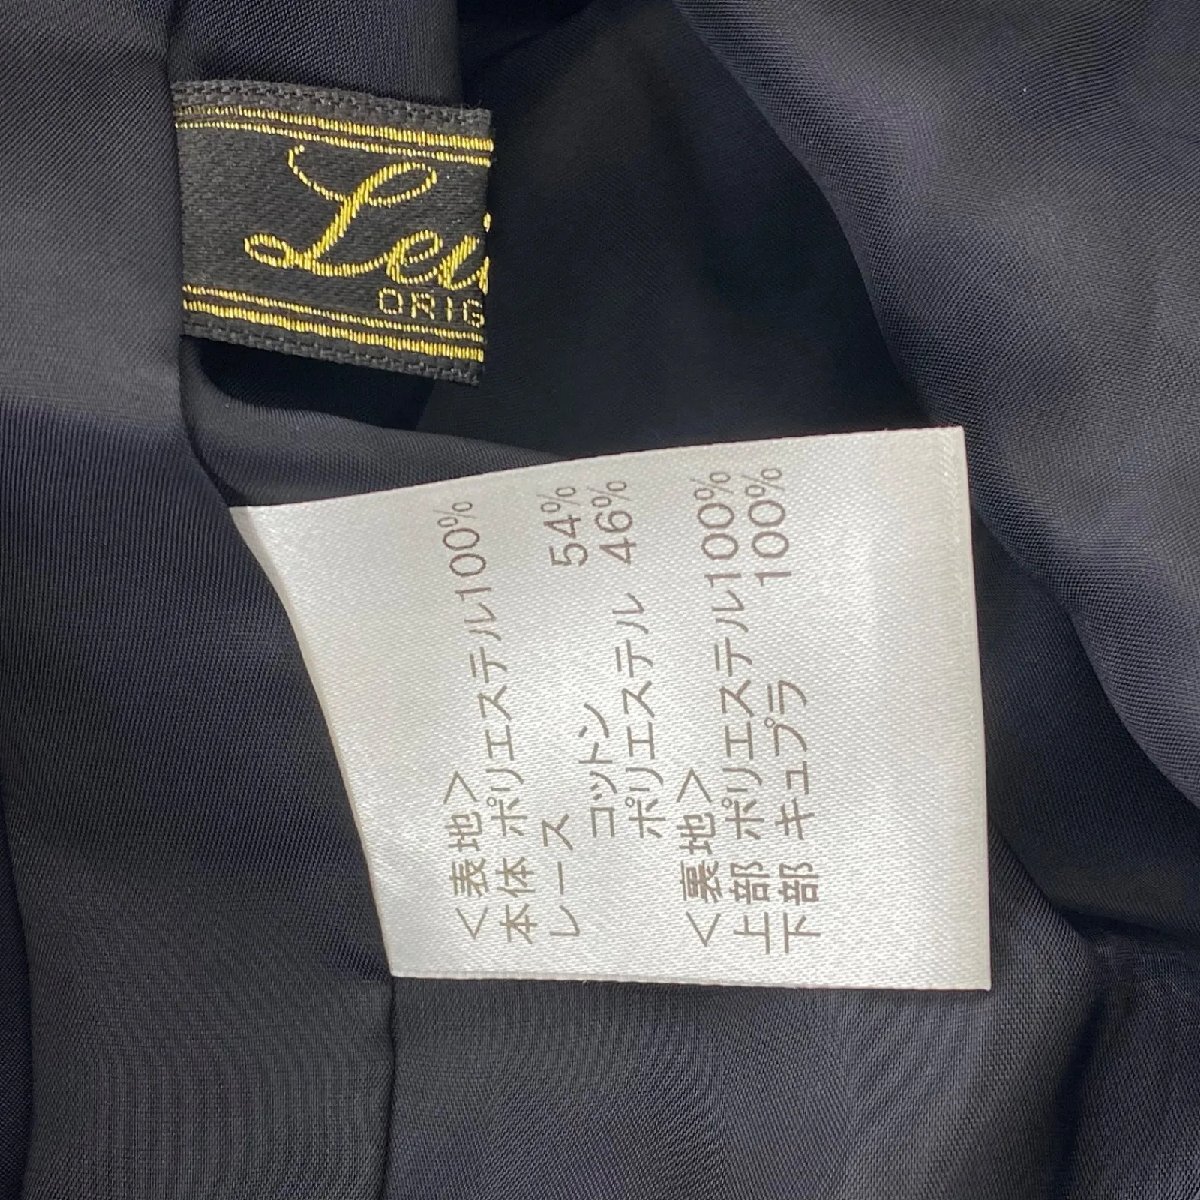 Lei
ORIG
<表地>
本体 ポリエステル100%
レース
コットン 54%
ポリエステル 46%
<裏地>
上部 ポリエステル100%
下部 キュプラ 100%